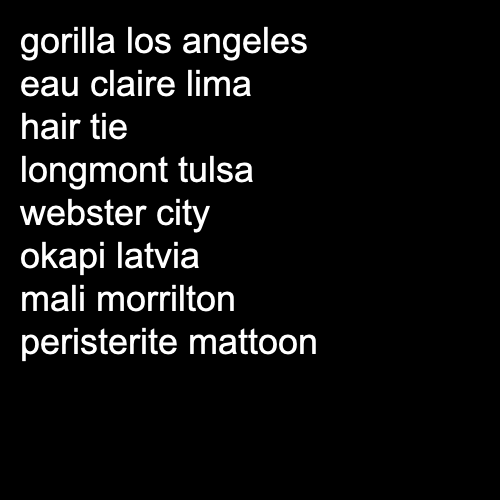 gorilla los angeles
eau claire lima
hair tie
longmont tulsa
webster city
okapi latvia
mali morrilton
peristerite mattoon